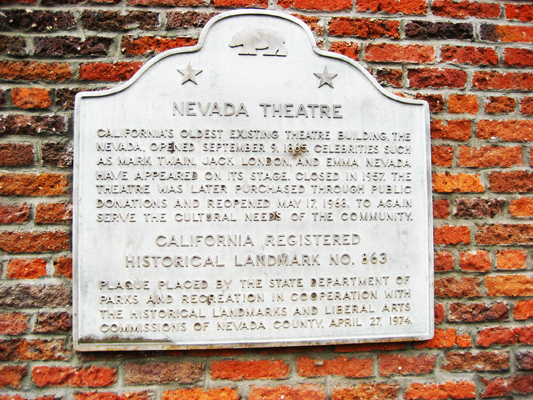 NEVADA THEATRE
CALIFORNIA'S OLDEST EXISTING THEATRE BUILDING, THE
NEVADA, OPENED SEPTEMBER 9, 1865. CELEBRITIES SUCH
AS MARK TWAIN, JACK LONDON, AND EMMA NEVADA
HAVE APPEARED ON ITS STAGE. CLOSED IN 1957, THE
THEATRE WAS LATER PURCHASED THROUGH PUBLIC
DONATIONS AND REOPENED MAY 17, 1968, TO AGAIN
SERVE THE CULTURAL NEEDS OF THE COMMUNITY.
CALIFORNIA REGISTERED
HISTORICAL LANDMARK NO. 863
PLAQUE PLACED BY THE STATE DEPARTMENT OF
PARKS AND RECREATION IN COOPERATION WITH
THE HISTORICAL LANDMARKS AND LIBERAL ARTS
COMMISSIONS OF NEVADA COUNTY, APRIL 27, 1974.